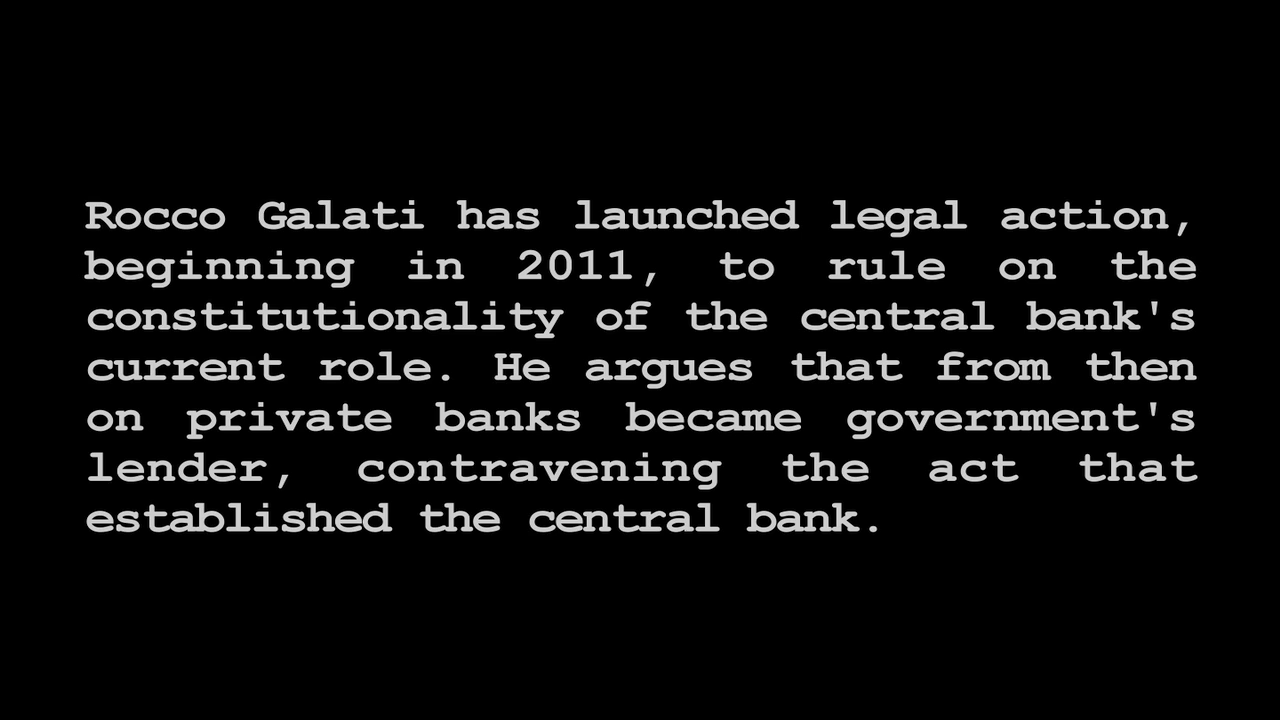 Rocco Galati has launched legal action,
beginning in 2011, to rule on the
constitutionality of the central bank's
current role. He argues that from then
on private banks became government's
lender, contravening the act that
established the central bank.